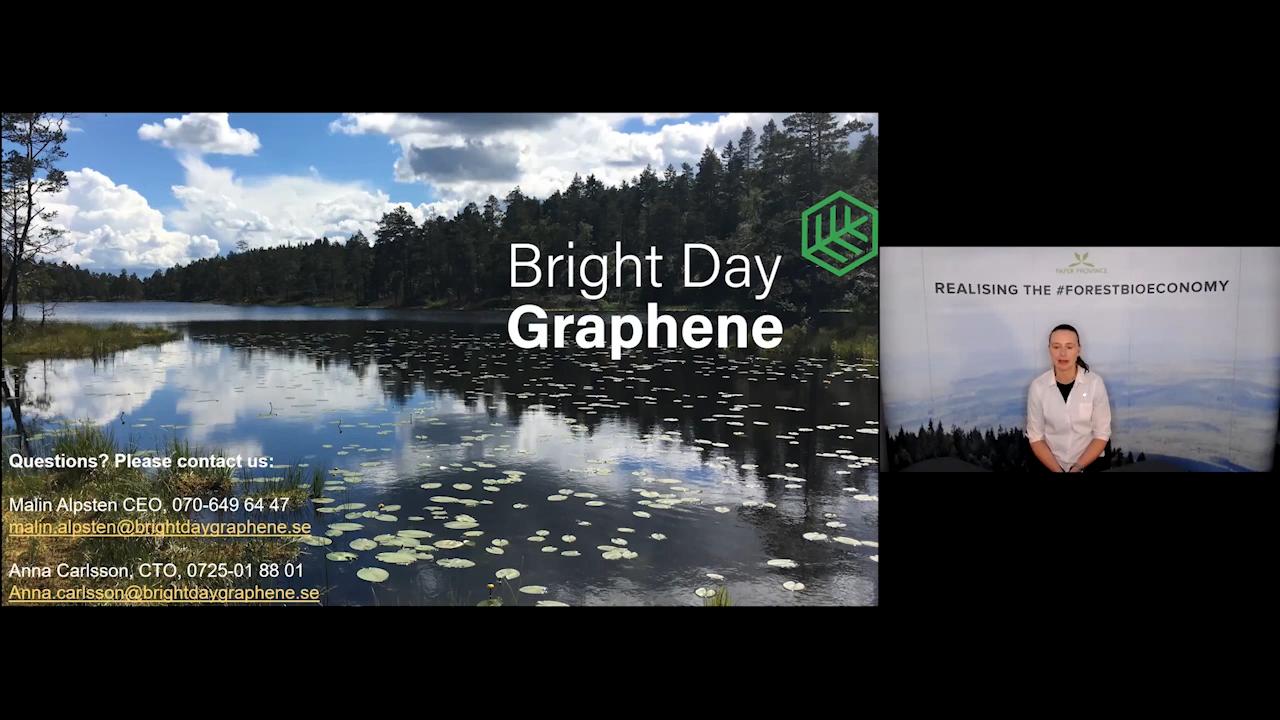 Bright Day
Graphene
Questions? Please contact us:
Malin Alpsten CEO, 070-649 64 47
malin.alpsten@brightdaygraphene.se
Anna Carlsson, CTO, 0725-01 88 01
Anna.carlsson@brightdaygraphene.se
PAPER PROVINCE
REALISING THE #FORESTBIOECONOMY